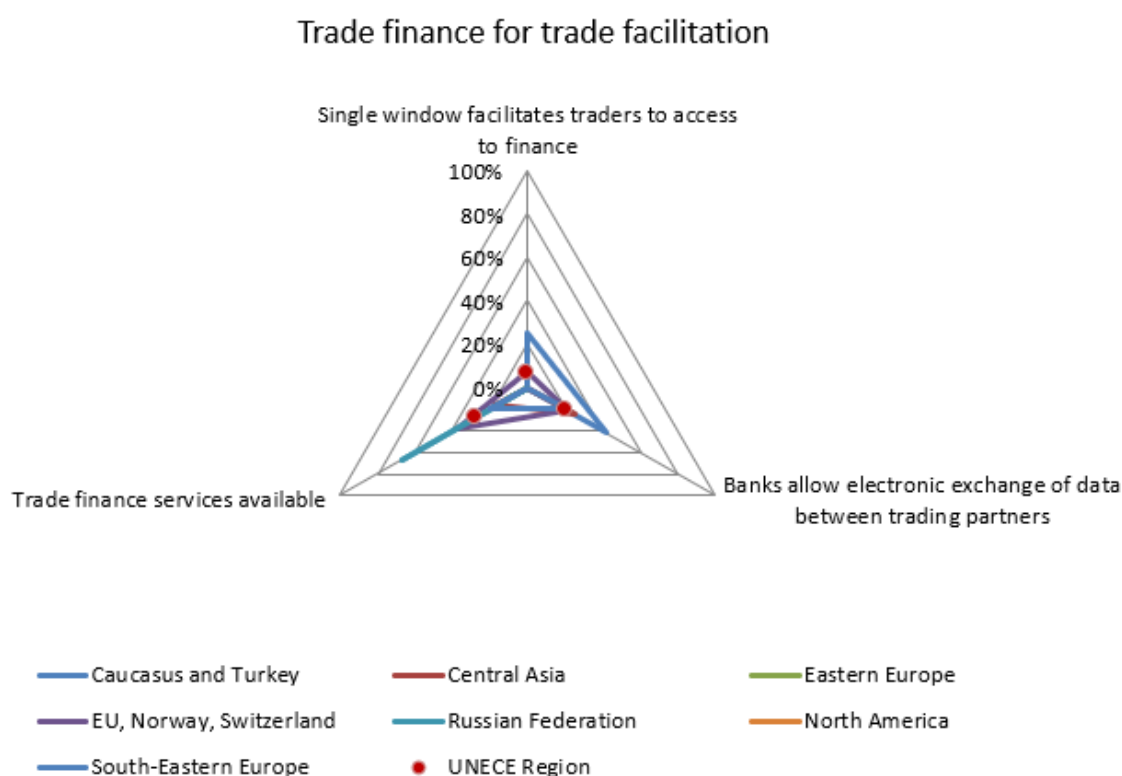 Trade finance for trade facilitation
Single window facilitates traders to access
to finance
100%
80%
60%
40%
20%
0%
Trade finance services available
Banks allow electronic exchange of data
between trading partners
Caucasus and Turkey
Central Asia
Eastern Europe
EU, Norway, Switzerland
Russian Federation
North America
South-Eastern Europe
UNECE Region